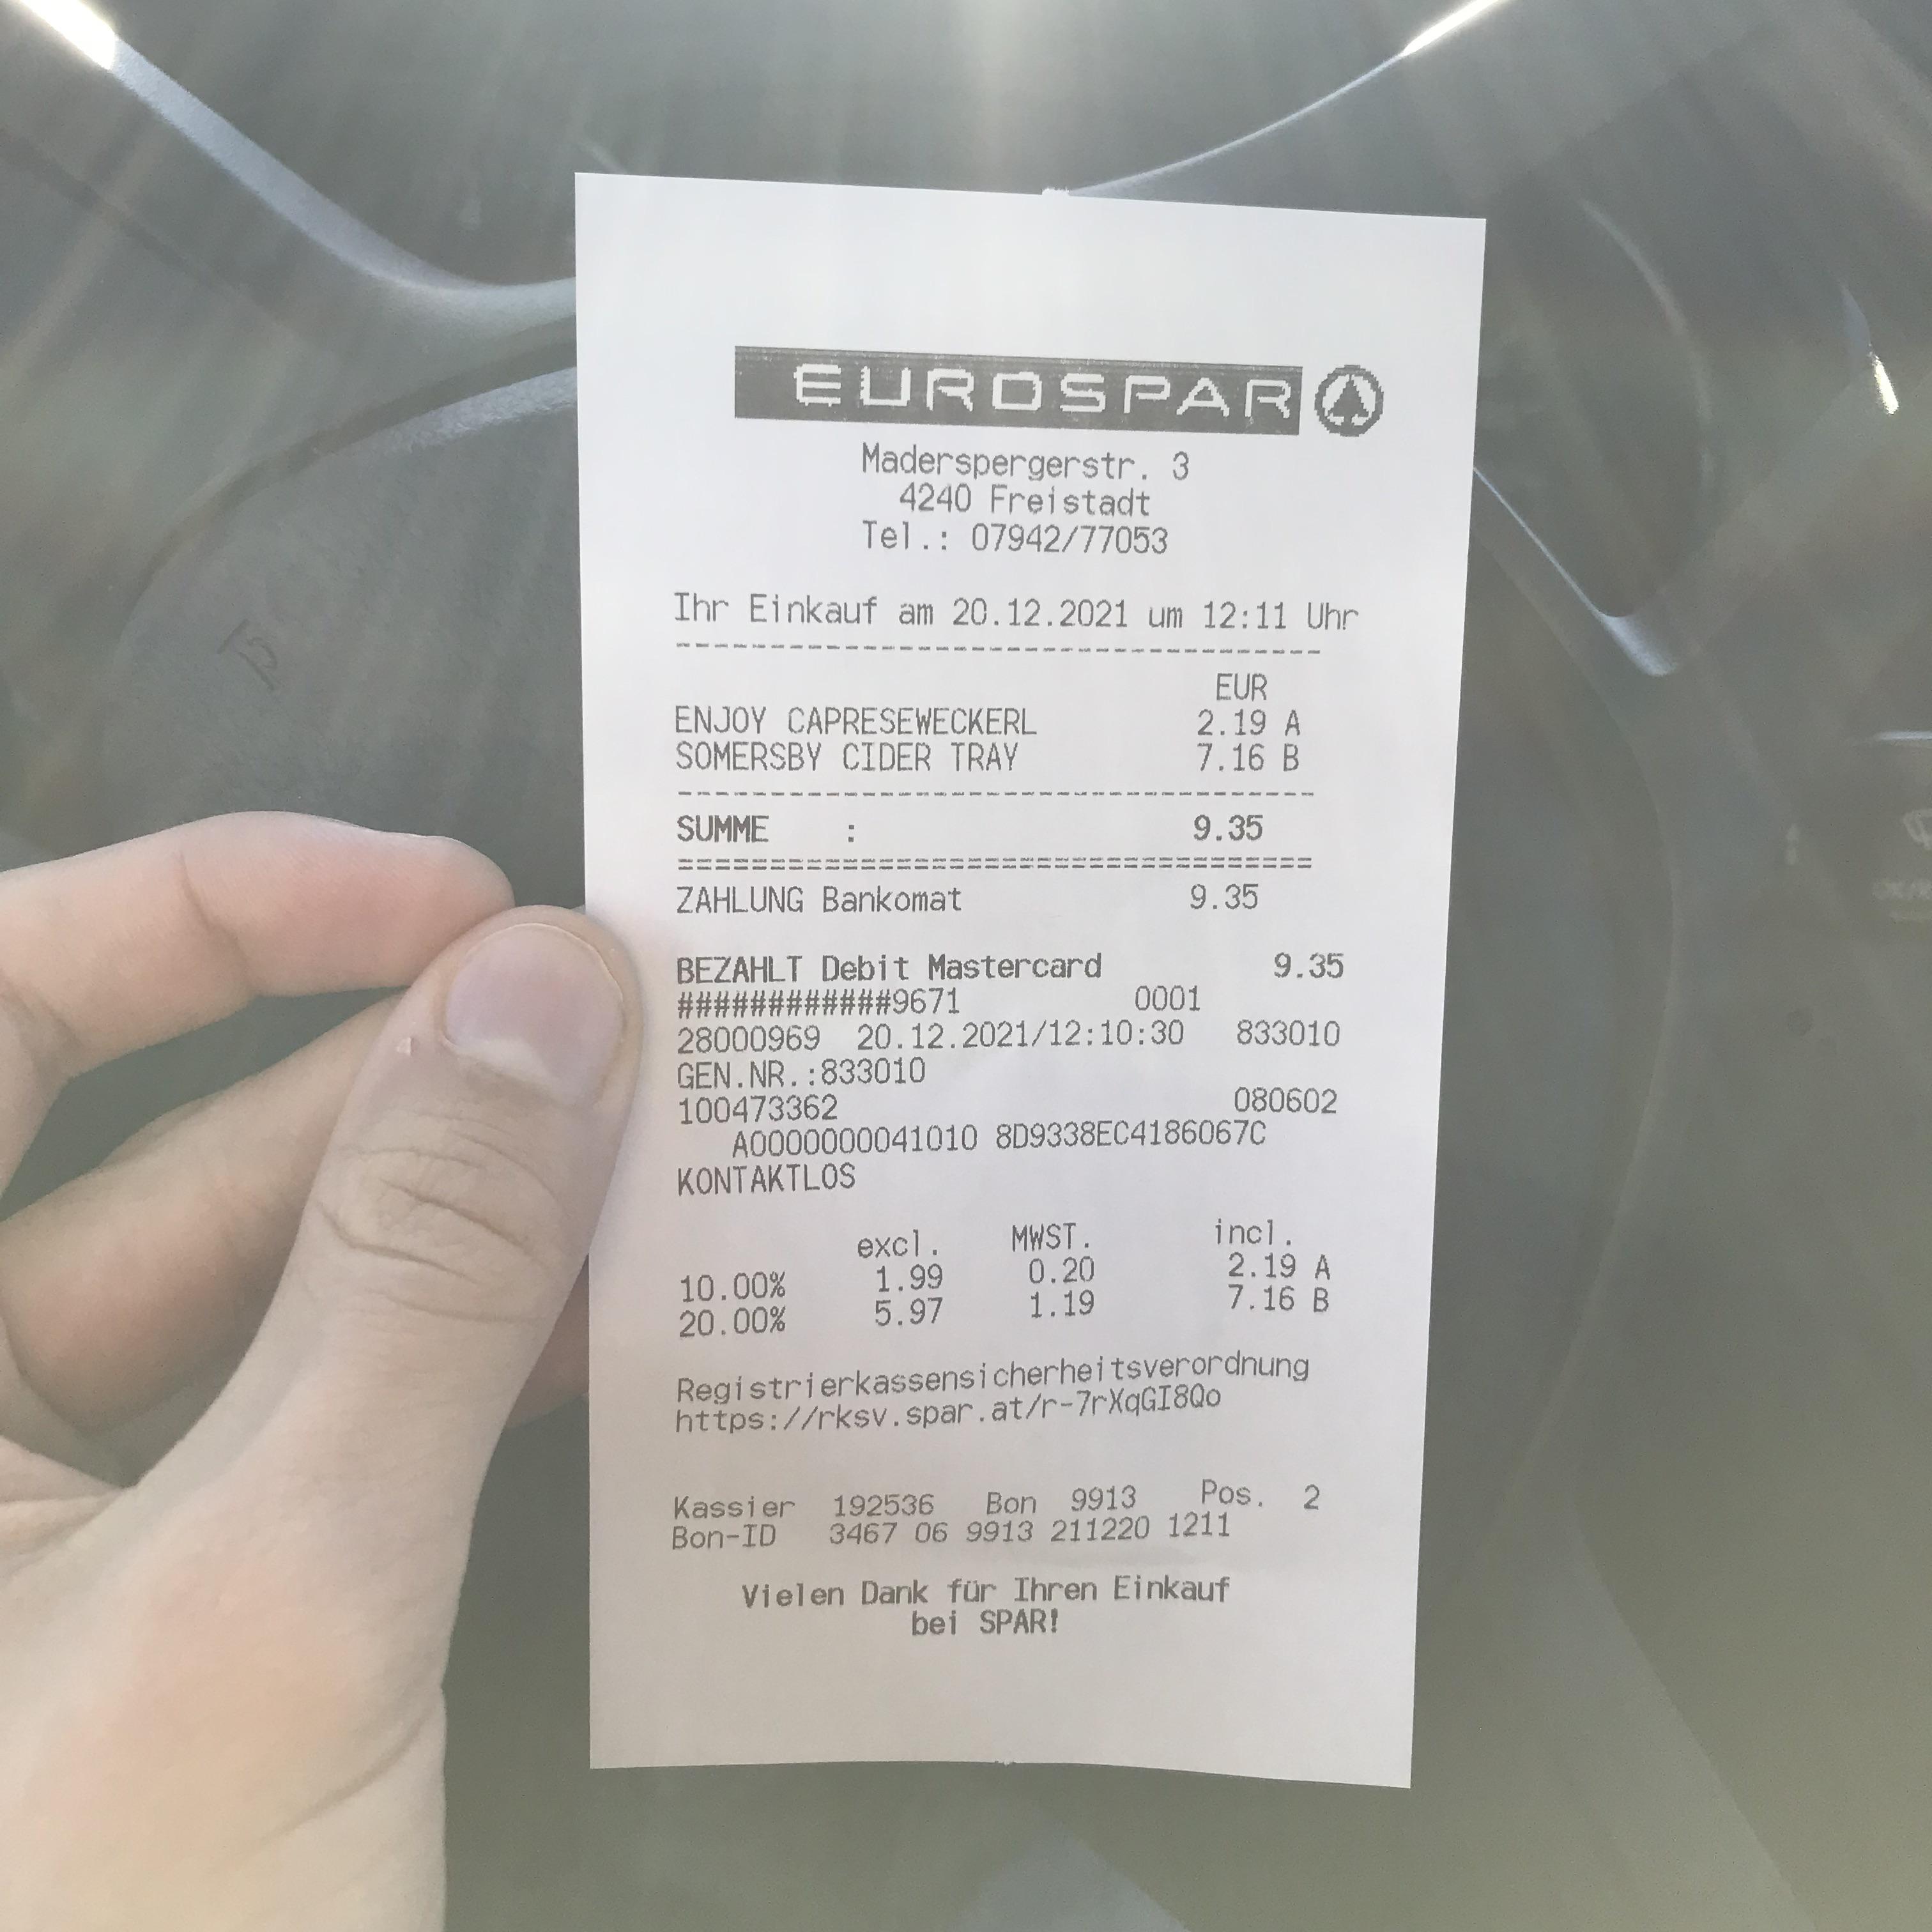 EUROSPAR
Maderspergerstr. 3
4240 Freistadt
Tel.: 07942/77053
Ihr Einkauf am 20.12.2021 um 12:11 Uhr
EUR
ENJOY CAPRESEWECKERL 2.19 A
SOMERSBY CIDER TRAY 7.16 B
SUMME : 9.35
ZAHLUNG Bankomat 9.35
BEZAHLT Debit Mastercard 9.35
############9671 0001
28000969 20.12.2021/12:10:30 833010
GEN.NR.:833010
100473362 080602
A0000000041010 8D9338EC4186067C
KONTAKTLOS
excl. MWST. incl.
10.00% 1.99 0.20 2.19 A
20.00% 5.97 1.19 7.16 B
Registrierkassensicherheitsverordnung
https://rksv.spar.at/r-7rXqGI8Qo
Kassier 192536 Bon 9913 Pos. 2
Bon-ID 3467 06 9913 211220 1211
Vielen Dank für Ihren Einkauf
bei SPAR!